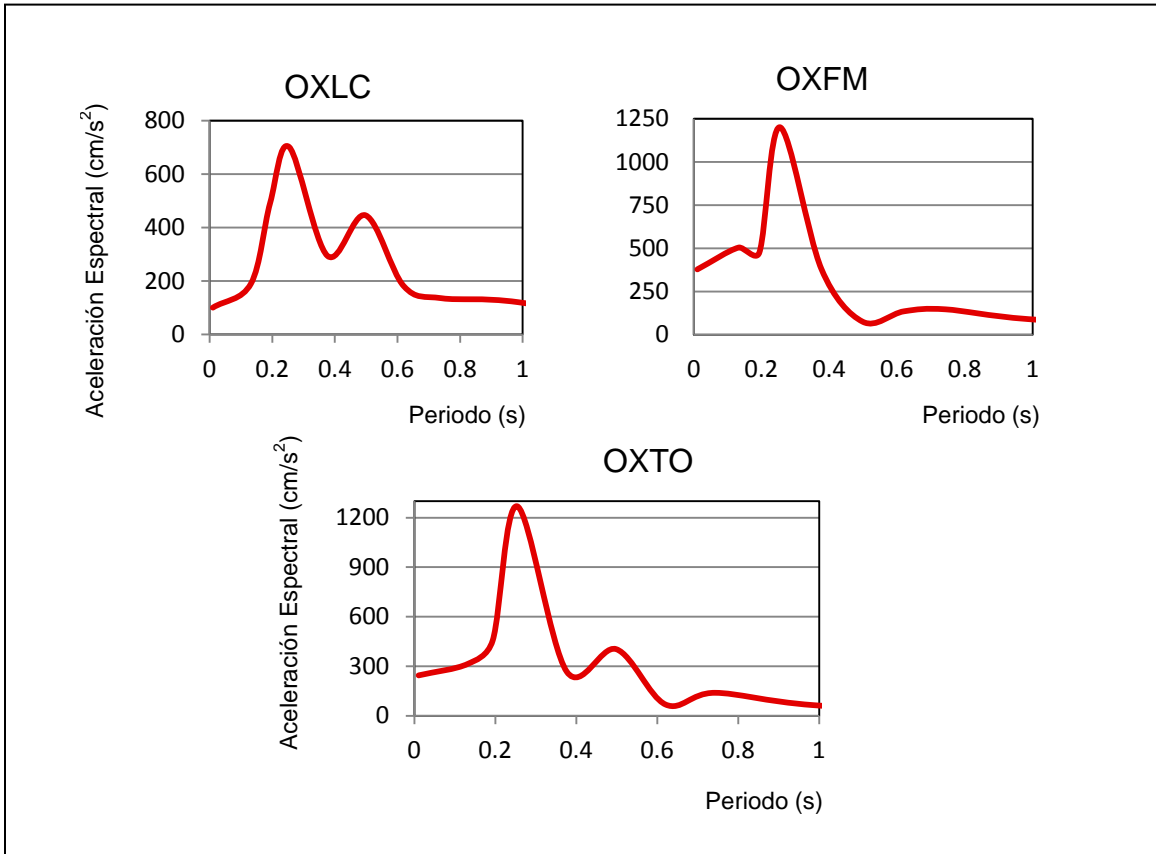 OXLC
Aceleración Espectral (cm/s²)
800
600
400
200
0
0 0.2 0.4 0.6 0.8 1
Periodo (s)
OXFM
1250
1000
750
500
250
0
0 0.2 0.4 0.6 0.8 1
Periodo (s)
OXTO
Aceleración Espectral (cm/s²)
1200
900
600
300
0
0 0.2 0.4 0.6 0.8 1
Periodo (s)